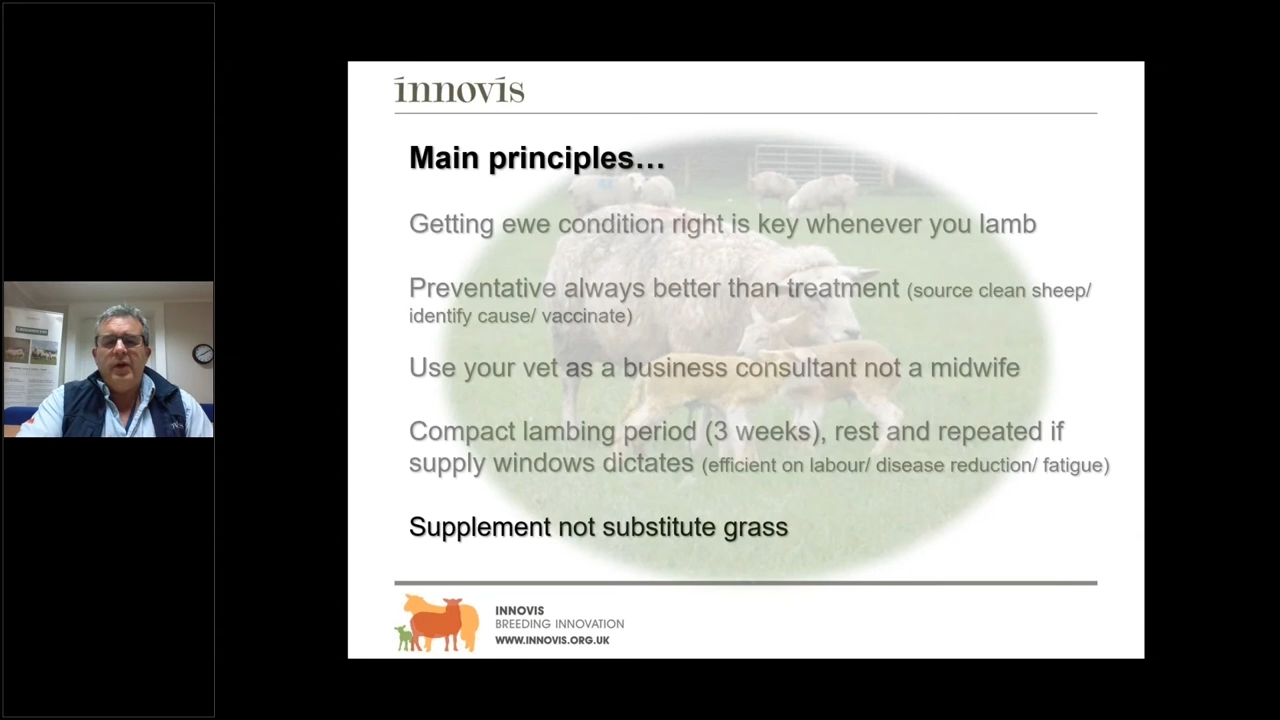 innovis
Main principles…
Getting ewe condition right is key whenever you lamb
Preventative always better than treatment (source clean sheep/
identify cause/ vaccinate)
Use your vet as a business consultant not a midwife
Compact lambing period (3 weeks), rest and repeated if
supply windows dictates (efficient on labour/ disease reduction/ fatigue)
Supplement not substitute grass
INNOVIS
BREEDING INNOVATION
WWW.INNOVIS.ORG.UK